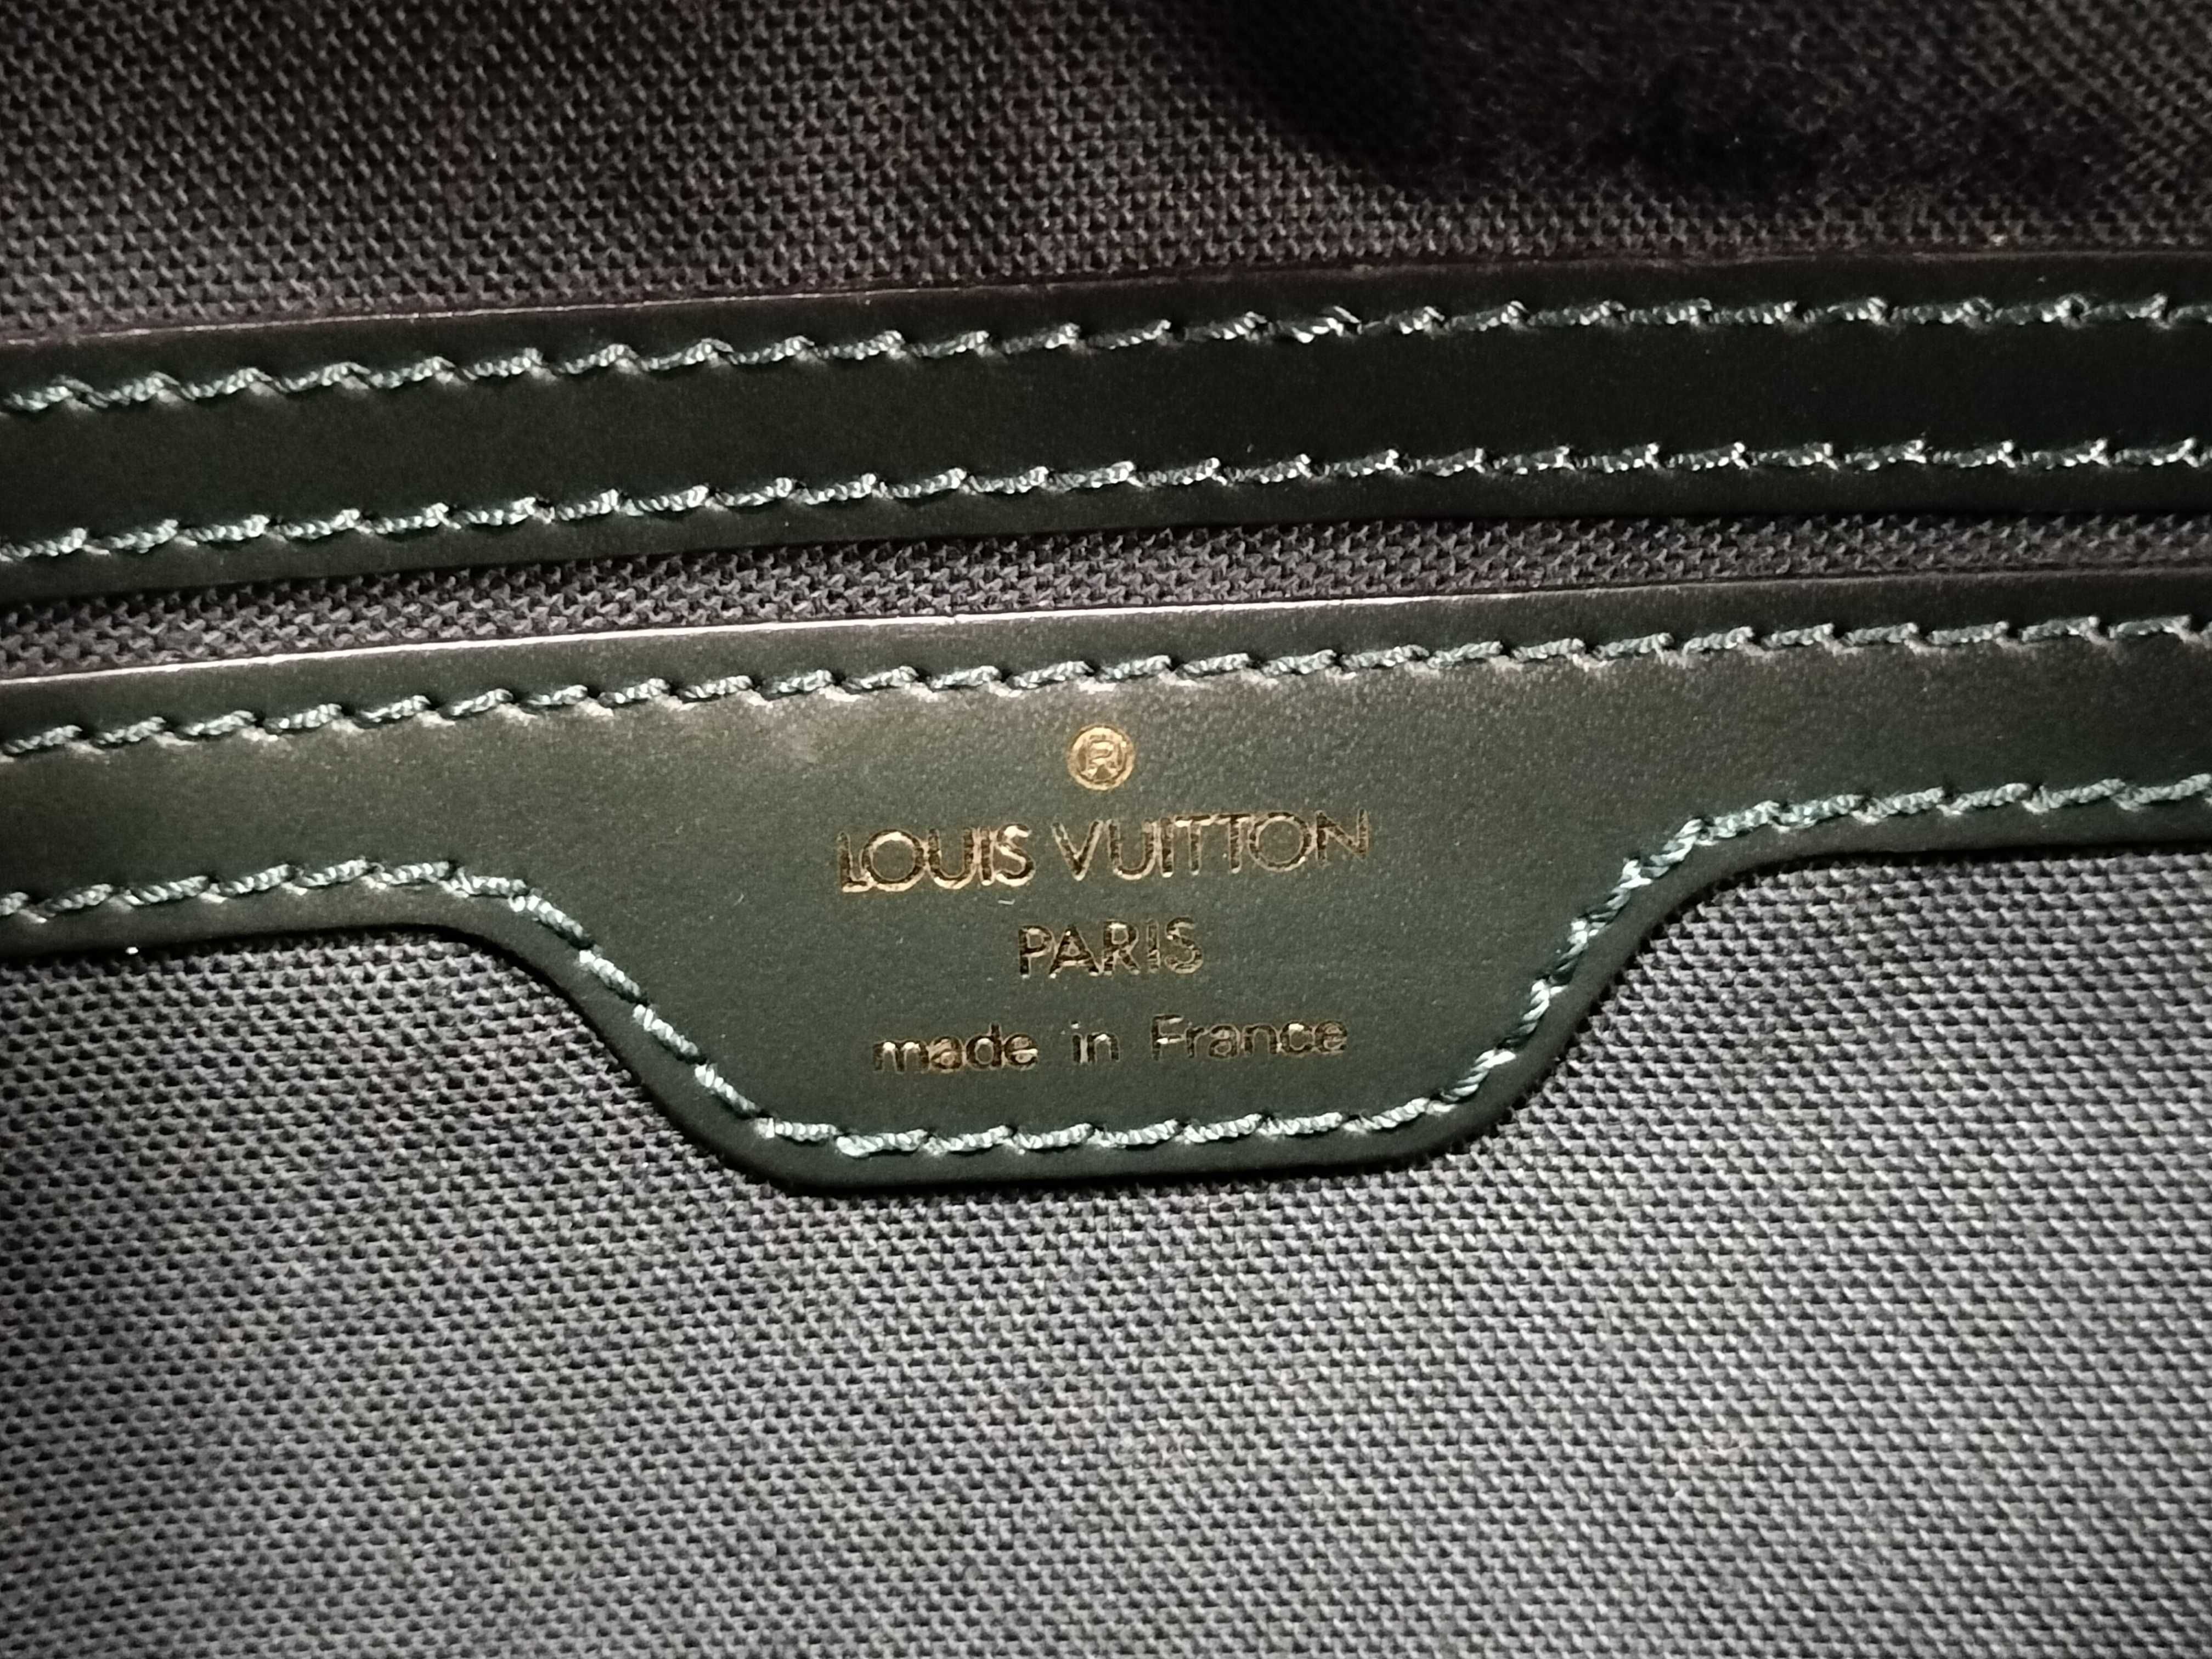 ®
LOUIS VUITTON
PARIS
made in France